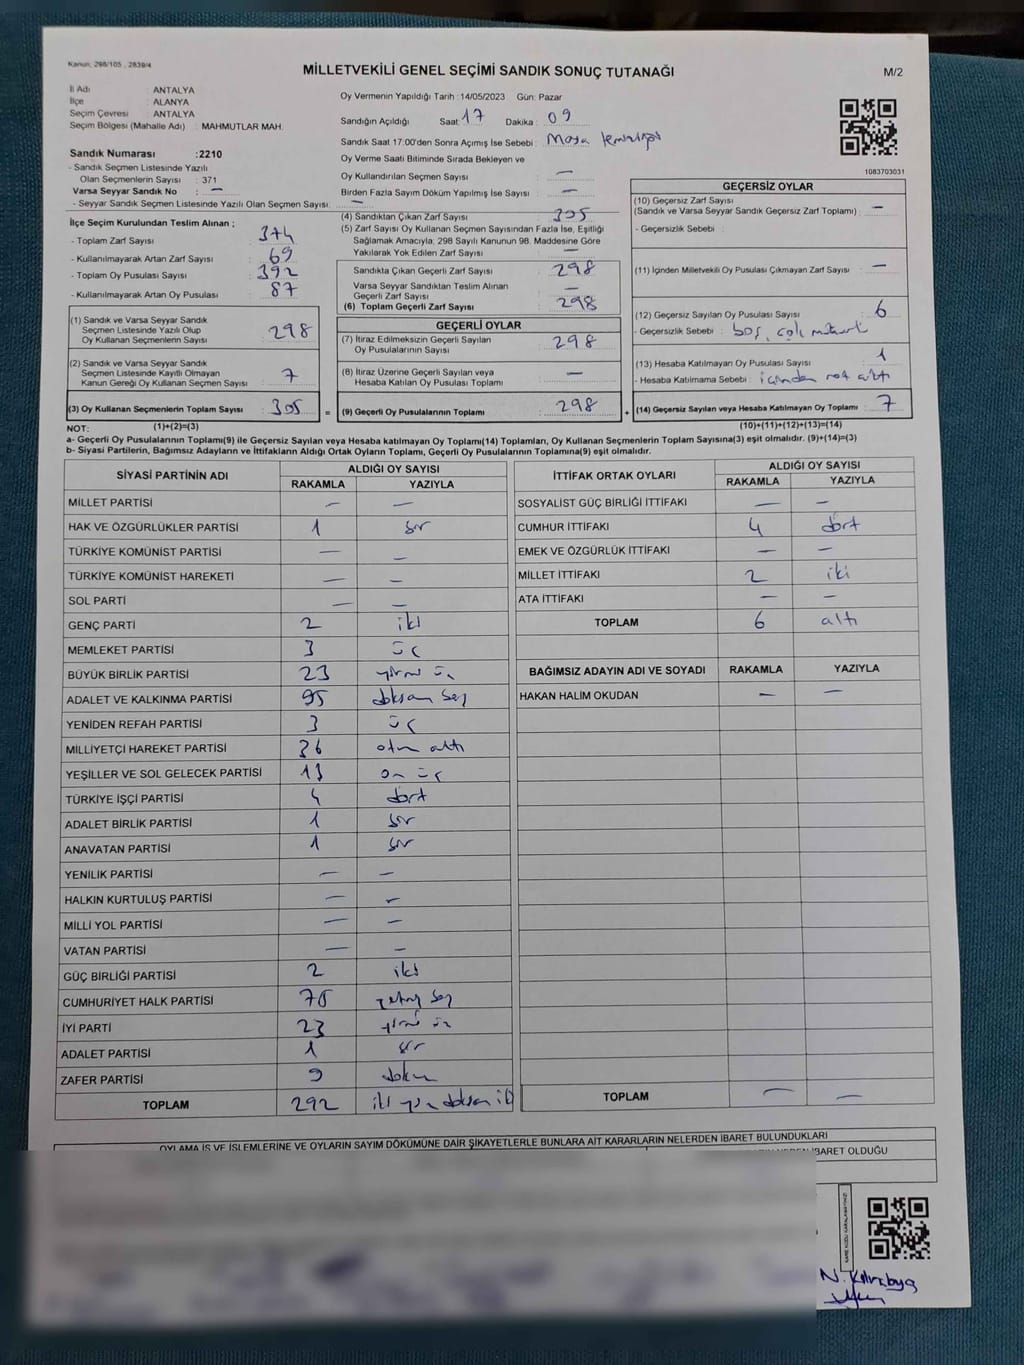 Kanun, 298/105 , 2839/4
MİLLETVEKİLİ GENEL SEÇİMİ SANDIK SONUÇ TUTANAĞI
M/2
İl Adı : ANTALYA
İlçe : ALANYA
Seçim Çevresi : ANTALYA
Seçim Bölgesi (Mahalle Adı) : MAHMUTLAR MAH.
Sandık Numarası :2210
- Sandık Seçmen Listesinde Yazılı
Olan Seçmenlerin Sayısı : 371
Varsa Seyyar Sandık No : —
- Seyyar Sandık Seçmen Listesinde Yazılı Olan Seçmen Sayısı: —
Oy Vermenin Yapıldığı Tarih :14/05/2023 Gün: Pazar
Sandığın Açıldığı Saat: 17 Dakika : 09
Sandık Saat 17:00'den Sonra Açımış İse Sebebi : Masa
Oy Verme Saati Bitiminde Sırada Bekleyen ve
Oy Kullandırılan Seçmen Sayısı : —
Birden Fazla Sayım Döküm Yapılmış İse Sayısı : —
1083703031
İlçe Seçim Kurulundan Teslim Alınan ;
- Toplam Zarf Sayısı : 374
- Kullanılmayarak Artan Zarf Sayısı : 69
- Toplam Oy Pusulası Sayısı : 392
- Kullanılmayarak Artan Oy Pusulası : 87
(4) Sandıktan Çıkan Zarf Sayısı : 305
(5) Zarf Sayısı Oy Kullanan Seçmen Sayısından Fazla İse, Eşitliği
Sağlamak Amacıyla, 298 Sayılı Kanunun 98. Maddesine Göre
Yakılarak Yok Edilen Zarf Sayısı : —
Sandıkta Çıkan Geçerli Zarf Sayısı : 298
Varsa Seyyar Sandıktan Teslim Alınan
Geçerli Zarf Sayısı : —
(6) Toplam Geçerli Zarf Sayısı : 298
GEÇERSİZ OYLAR
(10) Geçersiz Zarf Sayısı
(Sandık ve Varsa Seyyar Sandık Geçersiz Zarf Toplamı) : —
- Geçersizlik Sebebi :
(11) İçinden Milletvekili Oy Pusulası Çıkmayan Zarf Sayısı : —
(12) Geçersiz Sayılan Oy Pusulası Sayısı : 6
- Geçersizlik Sebebi : boş,
(13) Hesaba Katılmayan Oy Pusulası Sayısı : 1
- Hesaba Katılmama Sebebi :
(1) Sandık ve Varsa Seyyar Sandık
Seçmen Listesinde Yazılı Olup
Oy Kullanan Seçmenlerin Sayısı : 298
(2) Sandık ve Varsa Seyyar Sandık
Seçmen Listesinde Kayıtlı Olmayan
Kanun Gereği Oy Kullanan Seçmen Sayısı : 7
GEÇERLİ OYLAR
(7) İtiraz Edilmeksizin Geçerli Sayılan
Oy Pusulalarının Sayısı : 298
(8) İtiraz Üzerine Geçerli Sayılan veya
Hesaba Katılan Oy Pusulası Toplamı : —
(3) Oy Kullanan Seçmenlerin Toplam Sayısı : 305 = (9) Geçerli Oy Pusulalarının Toplamı : 298 + (14) Geçersiz Sayılan veya Hesaba Katılmayan Oy Toplamı : 7
NOT: (1)+(2)=(3) (10)+(11)+(12)+(13)=(14)
a- Geçerli Oy Pusulalarının Toplamı(9) ile Geçersiz Sayılan veya Hesaba katılmayan Oy Toplamı(14) Toplamları, Oy Kullanan Seçmenlerin Toplam Sayısına(3) eşit olmalıdır. (9)+(14)=(3)
b- Siyasi Partilerin, Bağımsız Adayların ve İttifakların Aldığı Ortak Oyların Toplamı, Geçerli Oy Pusulalarının Toplamına(9) eşit olmalıdır.
SİYASİ PARTİNİN ADI ALDIĞI OY SAYISI
RAKAMLA YAZIYLA
MİLLET PARTİSİ — —
HAK VE ÖZGÜRLÜKLER PARTİSİ 1 bir
TÜRKİYE KOMÜNİST PARTİSİ — —
TÜRKİYE KOMÜNİST HAREKETİ — —
SOL PARTİ — —
GENÇ PARTİ 2 iki
MEMLEKET PARTİSİ 3 üç
BÜYÜK BİRLİK PARTİSİ 23 yirmi üç
ADALET VE KALKINMA PARTİSİ 95 doksan beş
YENİDEN REFAH PARTİSİ 3 üç
MİLLİYETÇİ HAREKET PARTİSİ 36 otuz altı
YEŞİLLER VE SOL GELECEK PARTİSİ 13 on üç
TÜRKİYE İŞÇİ PARTİSİ 4 dört
ADALET BİRLİK PARTİSİ 1 bir
ANAVATAN PARTİSİ 1 bir
YENİLİK PARTİSİ — —
HALKIN KURTULUŞ PARTİSİ — —
MİLLİ YOL PARTİSİ — —
VATAN PARTİSİ — —
GÜÇ BİRLİĞİ PARTİSİ 2 iki
CUMHURİYET HALK PARTİSİ 75 yetmiş beş
İYİ PARTİ 23 yirmi üç
ADALET PARTİSİ 1 bir
ZAFER PARTİSİ 9 dokuz
TOPLAM 292 iki yüz doksan iki
İTTİFAK ORTAK OYLARI ALDIĞI OY SAYISI
RAKAMLA YAZIYLA
SOSYALİST GÜÇ BİRLİĞİ İTTİFAKI — —
CUMHUR İTTİFAKI 4 dört
EMEK VE ÖZGÜRLÜK İTTİFAKI — —
MİLLET İTTİFAKI 2 iki
ATA İTTİFAKI — —
TOPLAM 6 altı
BAĞIMSIZ ADAYIN ADI VE SOYADI RAKAMLA YAZIYLA
HAKAN HALİM OKUDAN — —
TOPLAM — —
OYLAMA İŞ VE İŞLEMLERİNE VE OYLARIN SAYIM DÖKÜMÜNE DAİR ŞİKAYETLERLE BUNLARA AİT KARARLARIN NELERDEN İBARET BULUNDUKLARI
İBARET OLDUĞU